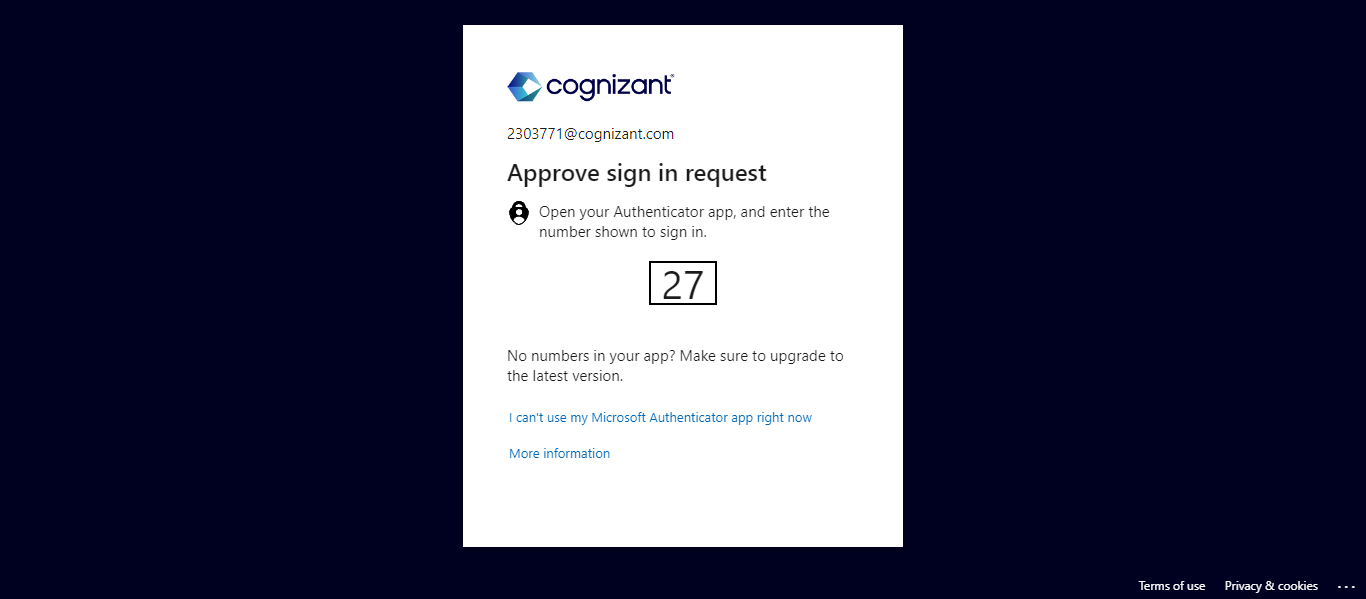 cognizant
2303771@cognizant.com
Approve sign in request
Open your Authenticator app, and enter the
number shown to sign in.
27
No numbers in your app? Make sure to upgrade to
the latest version.
I can't use my Microsoft Authenticator app right now
More information
Terms of use Privacy & cookies ...